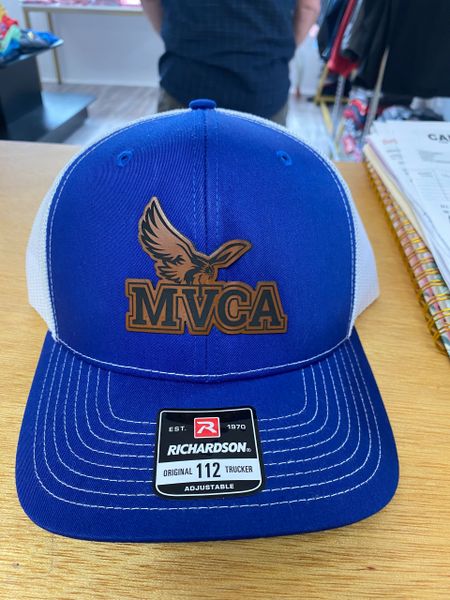 MVCA
EST. R 1970
RICHARDSON®
ORIGINAL 112 TRUCKER
ADJUSTABLE